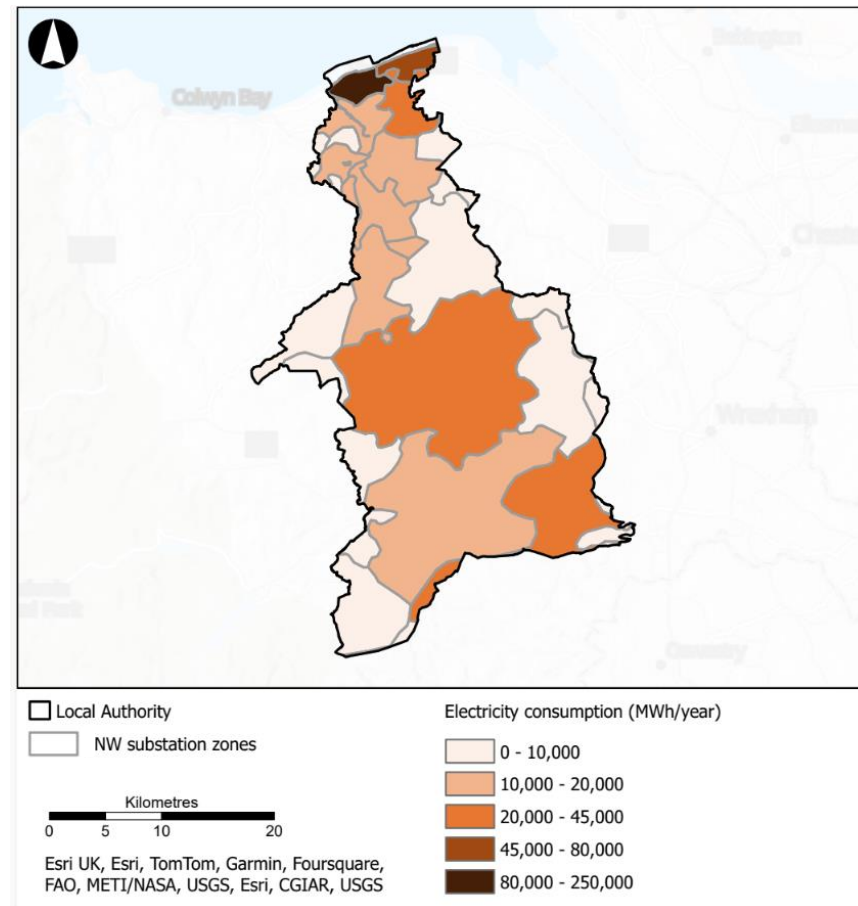 Colwyn Bay
Wrexham
Local Authority
NW substation zones
Kilometres
0 5 10 20
Esri UK, Esri, TomTom, Garmin, Foursquare,
FAO, METI/NASA, USGS, Esri, CGIAR, USGS
Electricity consumption (MWh/year)
0 - 10,000
10,000 - 20,000
20,000 - 45,000
45,000 - 80,000
80,000 - 250,000